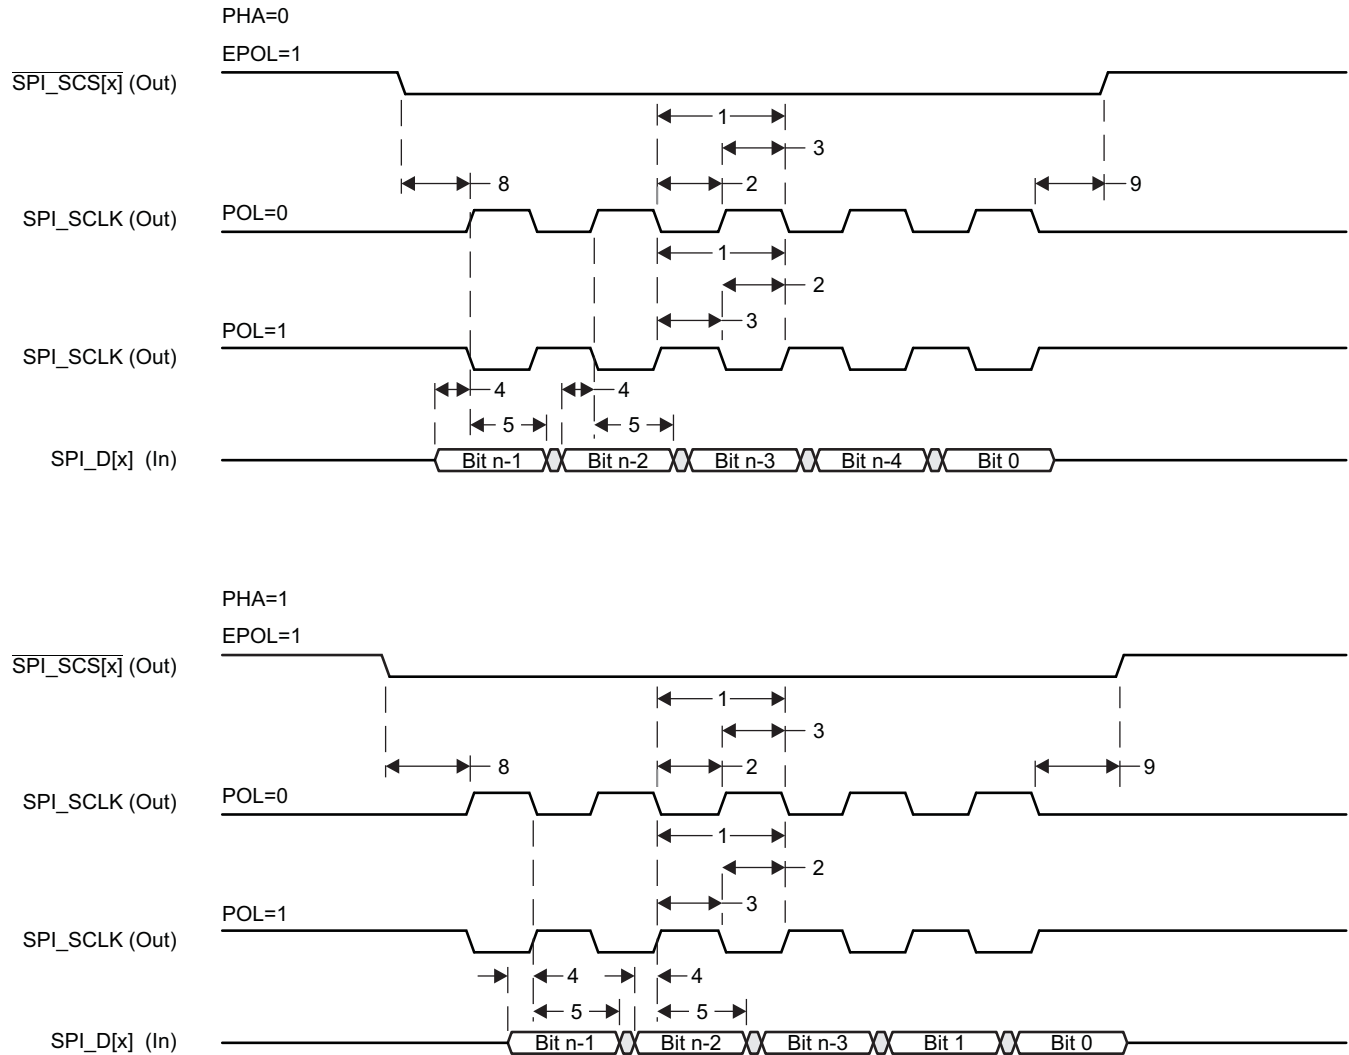 PHA=0
EPOL=1
SPI_SCS[x] (Out)
1
3
8
2
9
SPI_SCLK (Out)
POL=0
1
2
3
POL=1
SPI_SCLK (Out)
4
4
5
5
SPI_D[x] (In)
Bit n-1
Bit n-2
Bit n-3
Bit n-4
Bit 0
PHA=1
EPOL=1
SPI_SCS[x] (Out)
1
3
8
2
9
SPI_SCLK (Out)
POL=0
1
2
3
POL=1
SPI_SCLK (Out)
4
4
5
5
SPI_D[x] (In)
Bit n-1
Bit n-2
Bit n-3
Bit 1
Bit 0